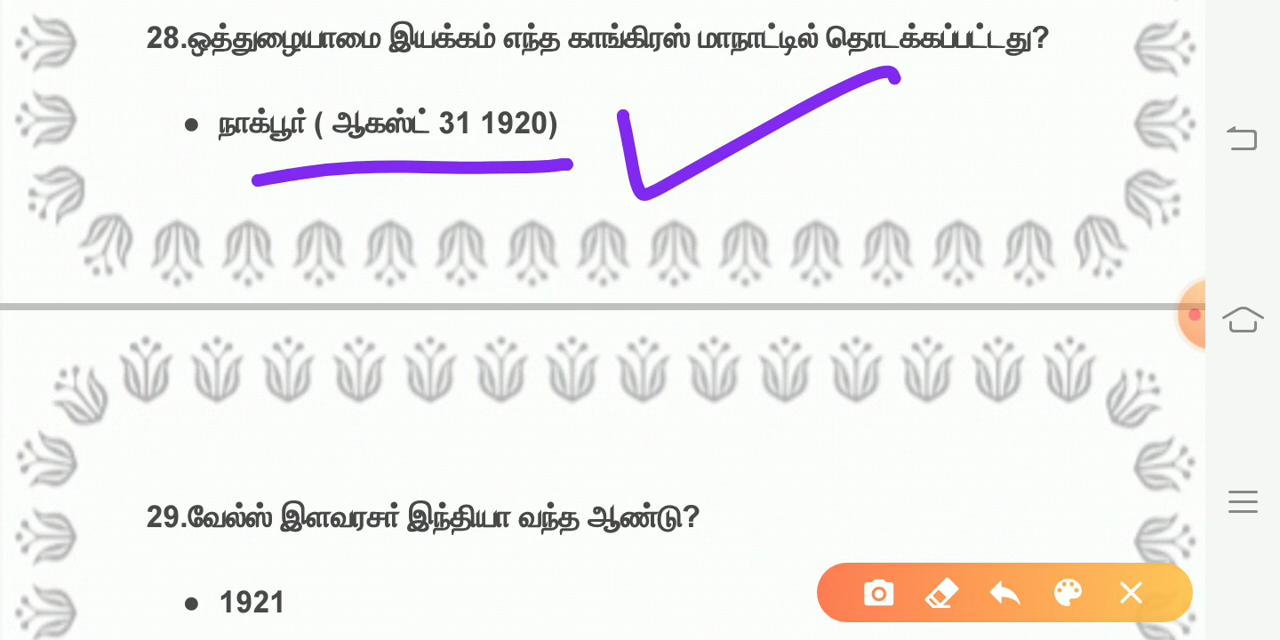 28.ஒத்துழையாமை இயக்கம் எந்த காங்கிரஸ் மாநாட்டில் தொடக்கப்பட்டது?
● நாக்பூர் ( ஆகஸ்ட் 31 1920)
29.வேல்ஸ் இளவரசர் இந்தியா வந்த ஆண்டு?
● 1921